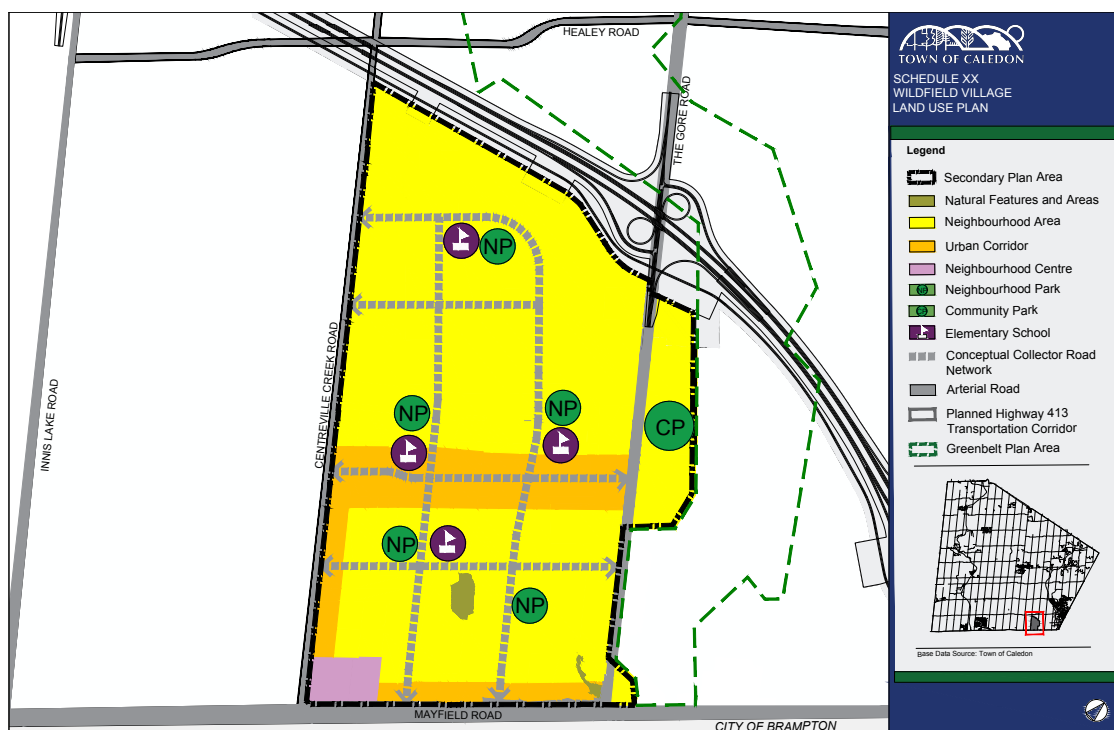 HEALEY ROAD
THE GORE ROAD
INNIS LAKE ROAD
CENTREVILLE CREEK ROAD
NP
NP
NP
CP
NP
NP
MAYFIELD ROAD
CITY OF BRAMPTON
TOWN OF CALEDON
SCHEDULE XX
WILDFIELD VILLAGE
LAND USE PLAN
Legend
Secondary Plan Area
Natural Features and Areas
Neighbourhood Area
Urban Corridor
Neighbourhood Centre
NP
Neighbourhood Park
CP
Community Park
Elementary School
Conceptual Collector Road
Network
Arterial Road
Planned Highway 413
Transportation Corridor
Greenbelt Plan Area
Base Data Source: Town of Caledon